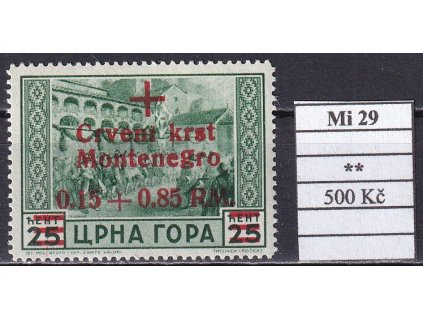 Crveni krst
Montenegro
0.15 + 0.85 RM.
25 ЦРНА ГОРА 25
Mi 29
**
500 Kč